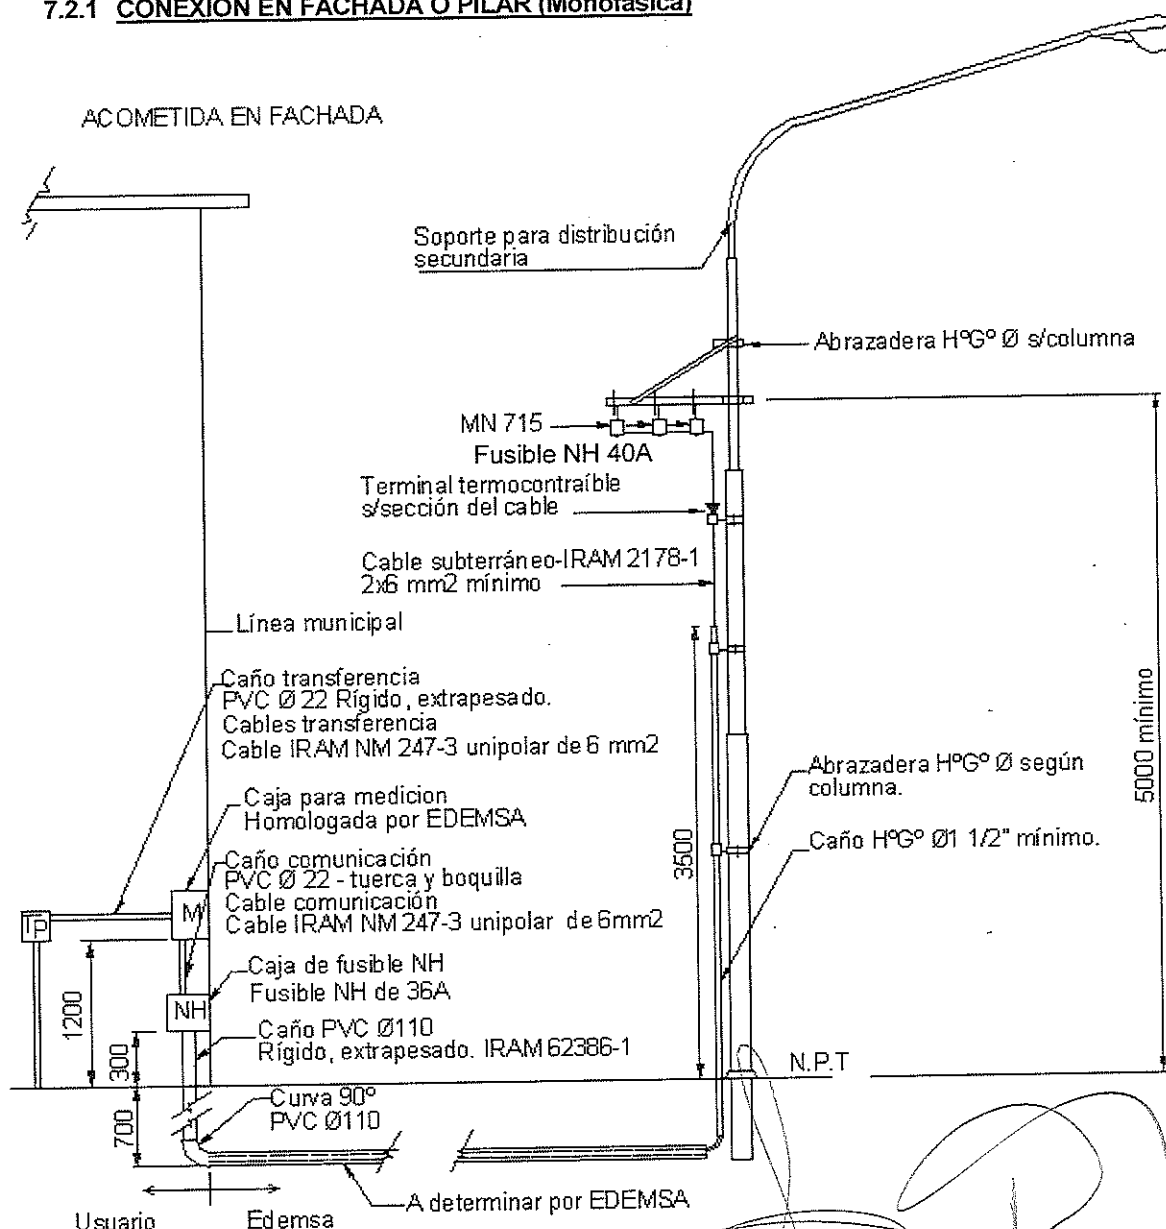 7.2.1 CONEXIÓN EN FACHADA O PILAR (Monofásica)
ACOMETIDA EN FACHADA
Soporte para distribución
secundaria
Abrazadera HºGº Ø s/columna
MN 715
Fusible NH 40A
Terminal termocontraíble
s/sección del cable
Cable subterráneo-IRAM 2178-1
2x6 mm2 mínimo
Línea municipal
Caño transferencia
PVC Ø 22 Rígido, extrapesado.
Cables transferencia
Cable IRAM NM 247-3 unipolar de 6 mm2
Caja para medicion
Homologada por EDEMSA
Caño comunicación
PVC Ø 22 - tuerca y boquilla
Cable comunicación
Cable IRAM NM 247-3 unipolar de 6mm2
Caja de fusible NH
Fusible NH de 36A
Caño PVC Ø110
Rígido, extrapesado. IRAM 62386-1
Curva 90º
PVC Ø110
A determinar por EDEMSA
Usuario
Edemsa
TP
M
NH
1200
300
700
3500
5000 mínimo
Abrazadera HºGº Ø según
columna.
Caño HºGº Ø1 1/2" mínimo.
N.P.T